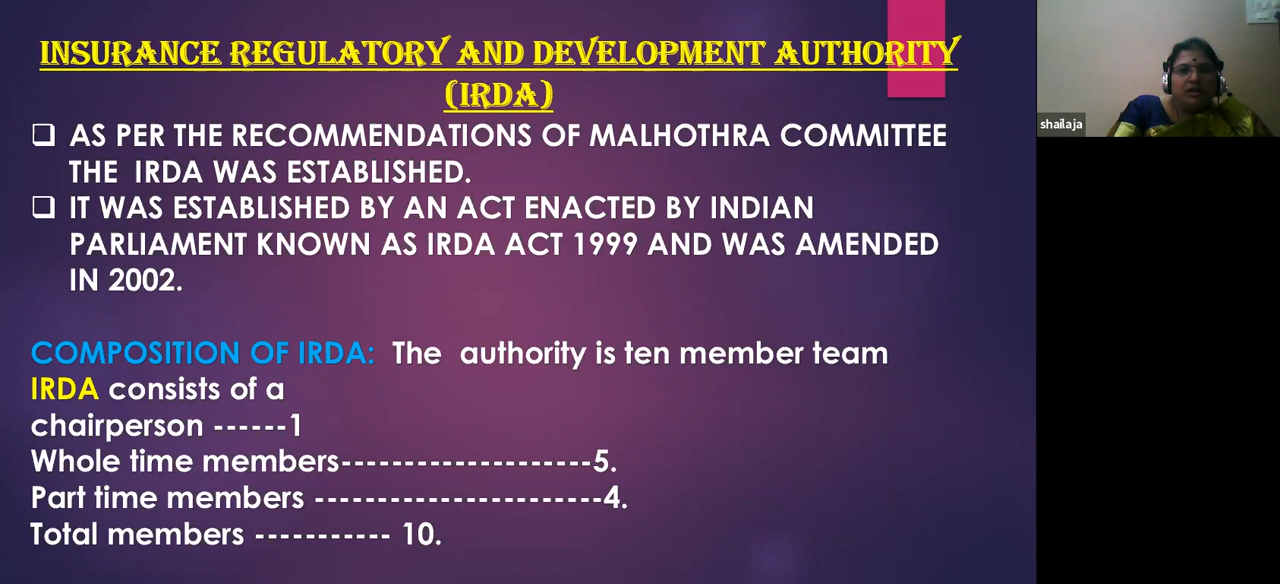 INSURANCE REGULATORY AND DEVELOPMENT AUTHORITY
(IRDA)
❑ AS PER THE RECOMMENDATIONS OF MALHOTHRA COMMITTEE
THE IRDA WAS ESTABLISHED.
❑ IT WAS ESTABLISHED BY AN ACT ENACTED BY INDIAN
PARLIAMENT KNOWN AS IRDA ACT 1999 AND WAS AMENDED
IN 2002.
COMPOSITION OF IRDA: The authority is ten member team
IRDA consists of a
chairperson ------1
Whole time members--------------------5.
Part time members -----------------------4.
Total members ----------- 10.
shailaja